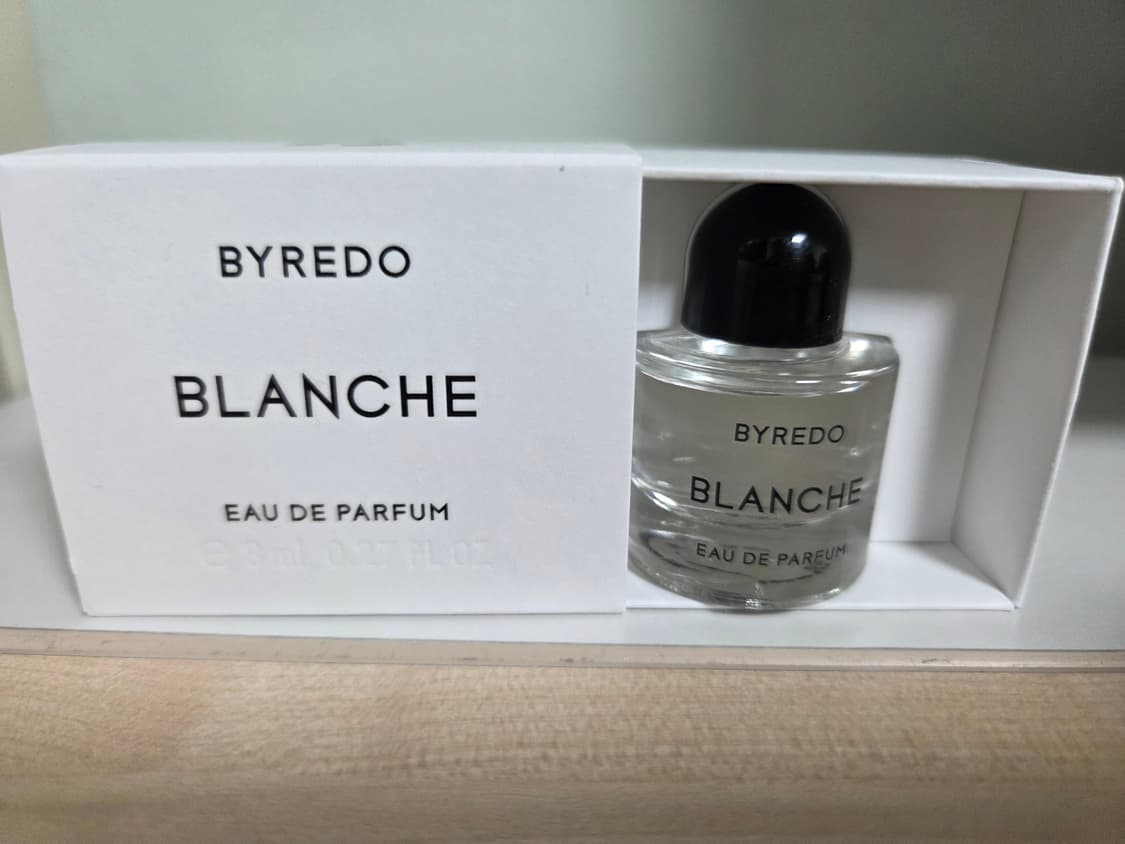 BYREDO
BLANCHE
EAU DE PARFUM
BYREDO
BLANCHE
EAU DE PARFUM